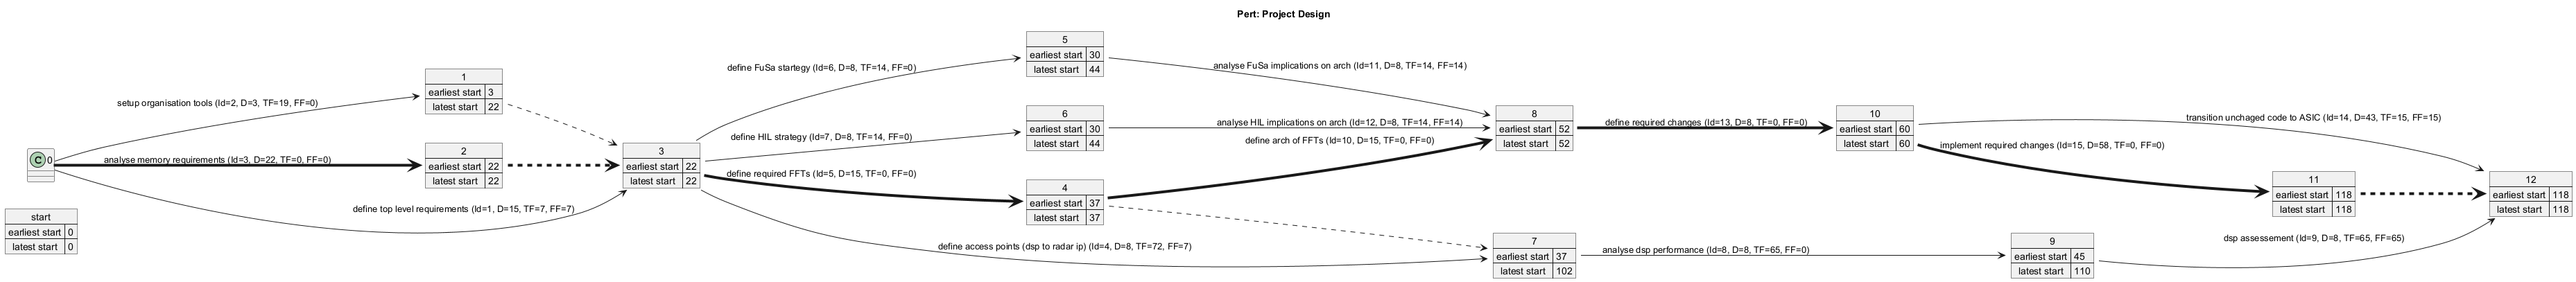 Pert: Project Design
5
earliest start 30
latest start 44
define FuSa startegy (Id=6, D=8, TF=14, FF=0)
analyse FuSa implications on arch (Id=11, D=8, TF=14, FF=14)
1
earliest start 3
latest start 22
setup organisation tools (Id=2, D=3, TF=19, FF=0)
6
earliest start 30
latest start 44
define HIL strategy (Id=7, D=8, TF=14, FF=0)
analyse HIL implications on arch (Id=12, D=8, TF=14, FF=14)
8
earliest start 52
latest start 52
define required changes (Id=13, D=8, TF=0, FF=0)
10
earliest start 60
latest start 60
transition unchaged code to ASIC (Id=14, D=43, TF=15, FF=15)
define arch of FFTs (Id=10, D=15, TF=0, FF=0)
implement required changes (Id=15, D=58, TF=0, FF=0)
C 0
analyse memory requirements (Id=3, D=22, TF=0, FF=0)
2
earliest start 22
latest start 22
3
earliest start 22
latest start 22
define required FFTs (Id=5, D=15, TF=0, FF=0)
4
earliest start 37
latest start 37
11
earliest start 118
latest start 118
12
earliest start 118
latest start 118
define top level requirements (Id=1, D=15, TF=7, FF=7)
start
earliest start 0
latest start 0
define access points (dsp to radar ip) (Id=4, D=8, TF=72, FF=7)
7
earliest start 37
latest start 102
analyse dsp performance (Id=8, D=8, TF=65, FF=0)
9
earliest start 45
latest start 110
dsp assessement (Id=9, D=8, TF=65, FF=65)